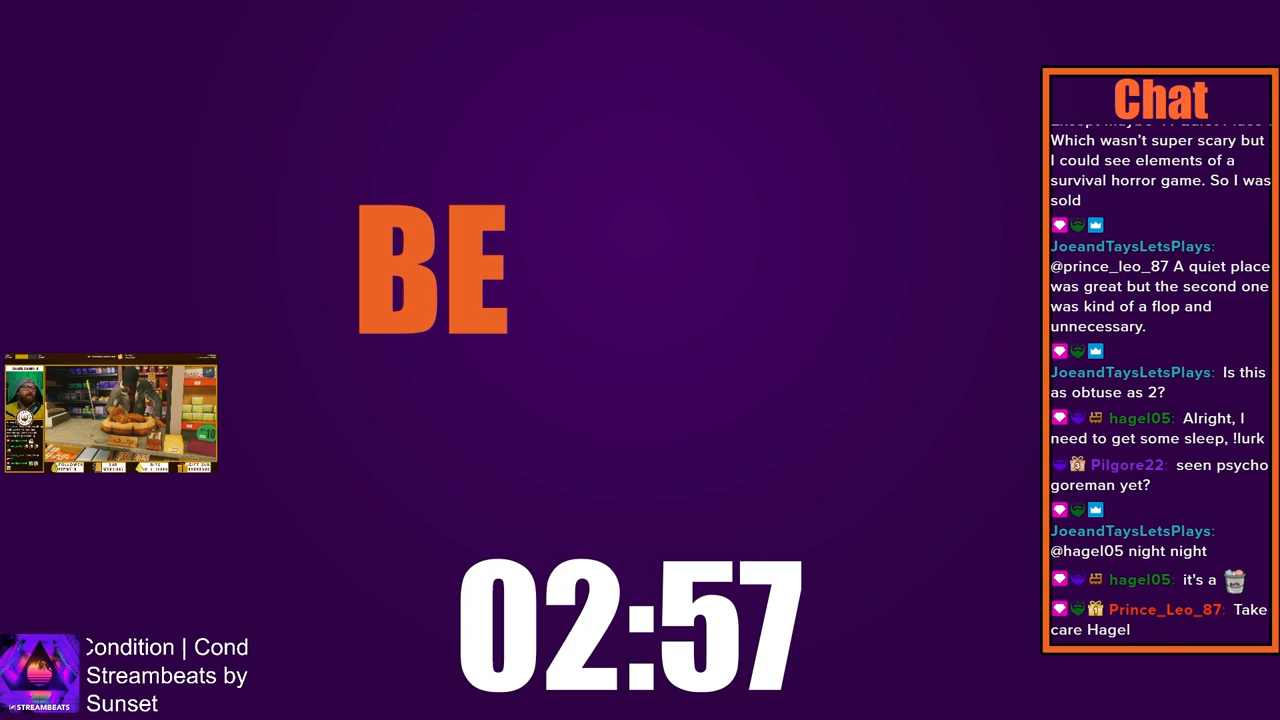 BE
02:57
Condition | Cond
Streambeats by
Sunset
STREAMBEATS
Chat
Which wasn't super scary but
I could see elements of a
survival horror game. So I was
sold
JoeandTaysLetsPlays:
@prince_leo_87 A quiet place
was great but the second one
was kind of a flop and
unnecessary.
JoeandTaysLetsPlays: Is this
as obtuse as 2?
hagel05: Alright, I
need to get some sleep, !lurk
Pilgore22: seen psycho
goreman yet?
JoeandTaysLetsPlays:
@hagel05 night night
hagel05: it's a
Prince_Leo_87: Take
care Hagel